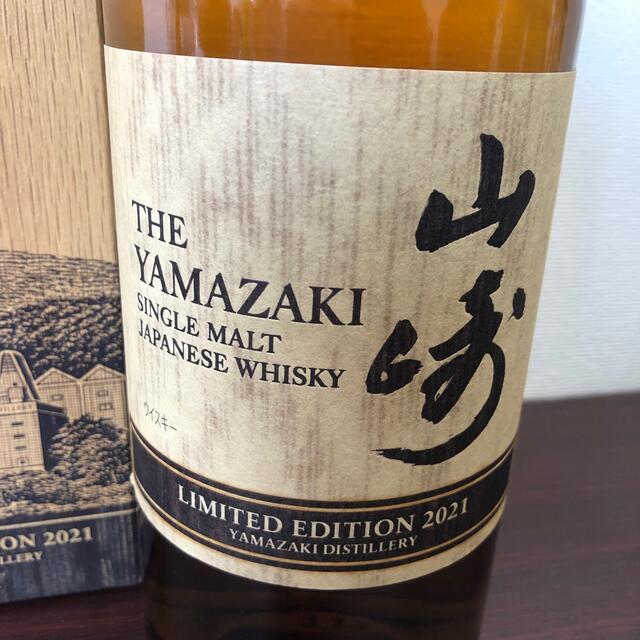 THE
YAMAZAKI
SINGLE MALT
JAPANESE WHISKY
山崎
ウイスキー
LIMITED EDITION 2021
YAMAZAKI DISTILLERY
ION 2021
LLERY